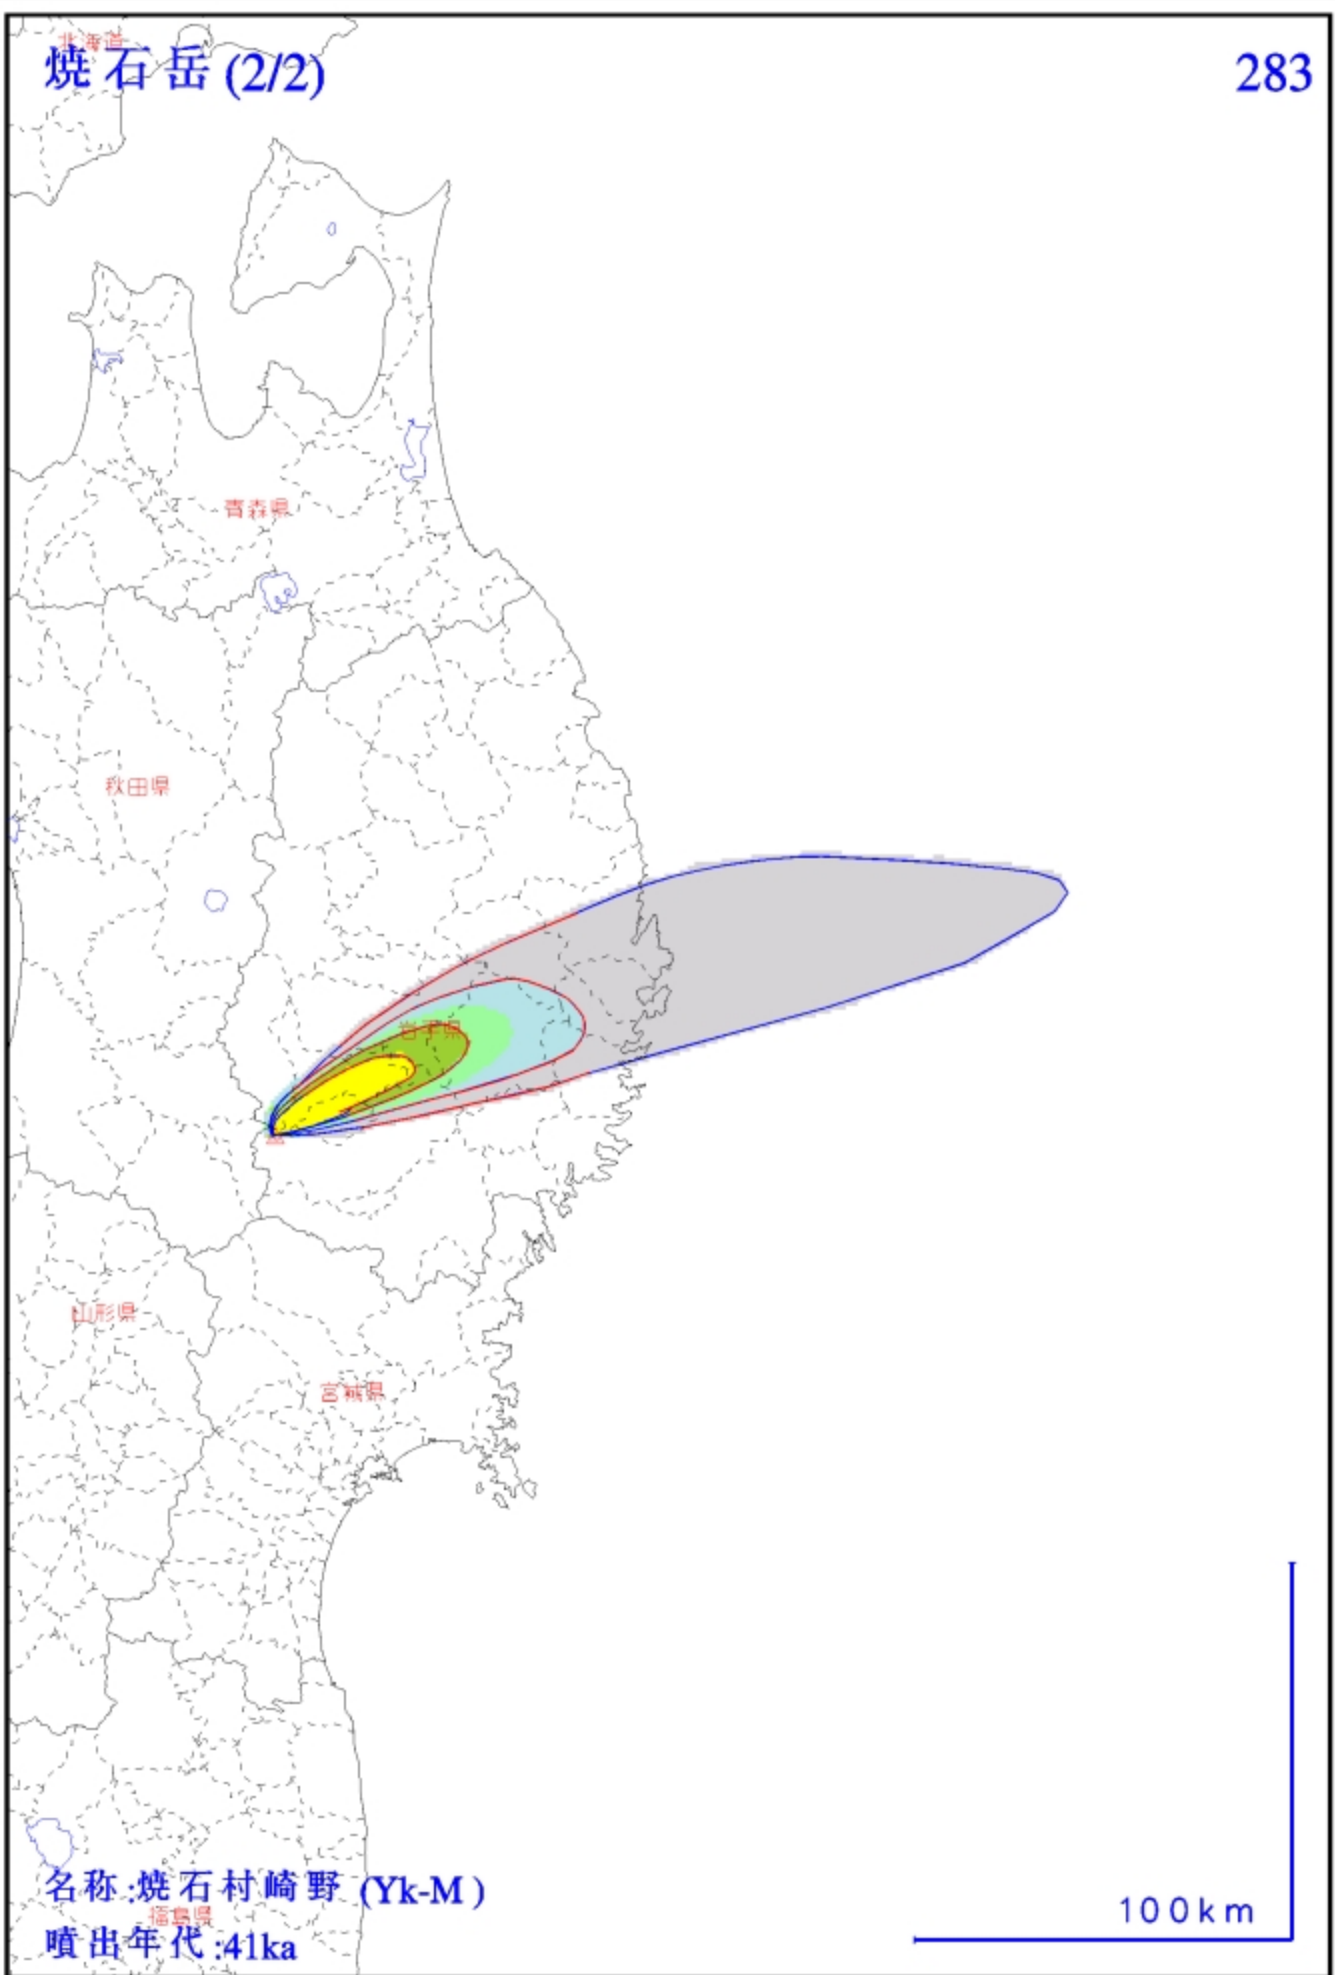 北海道
焼石岳 (2/2)
283
青森県
秋田県
岩手県
山形県
宮城県
名称:焼石村崎野 (Yk-M )
福島県
噴出年代:41ka
100km